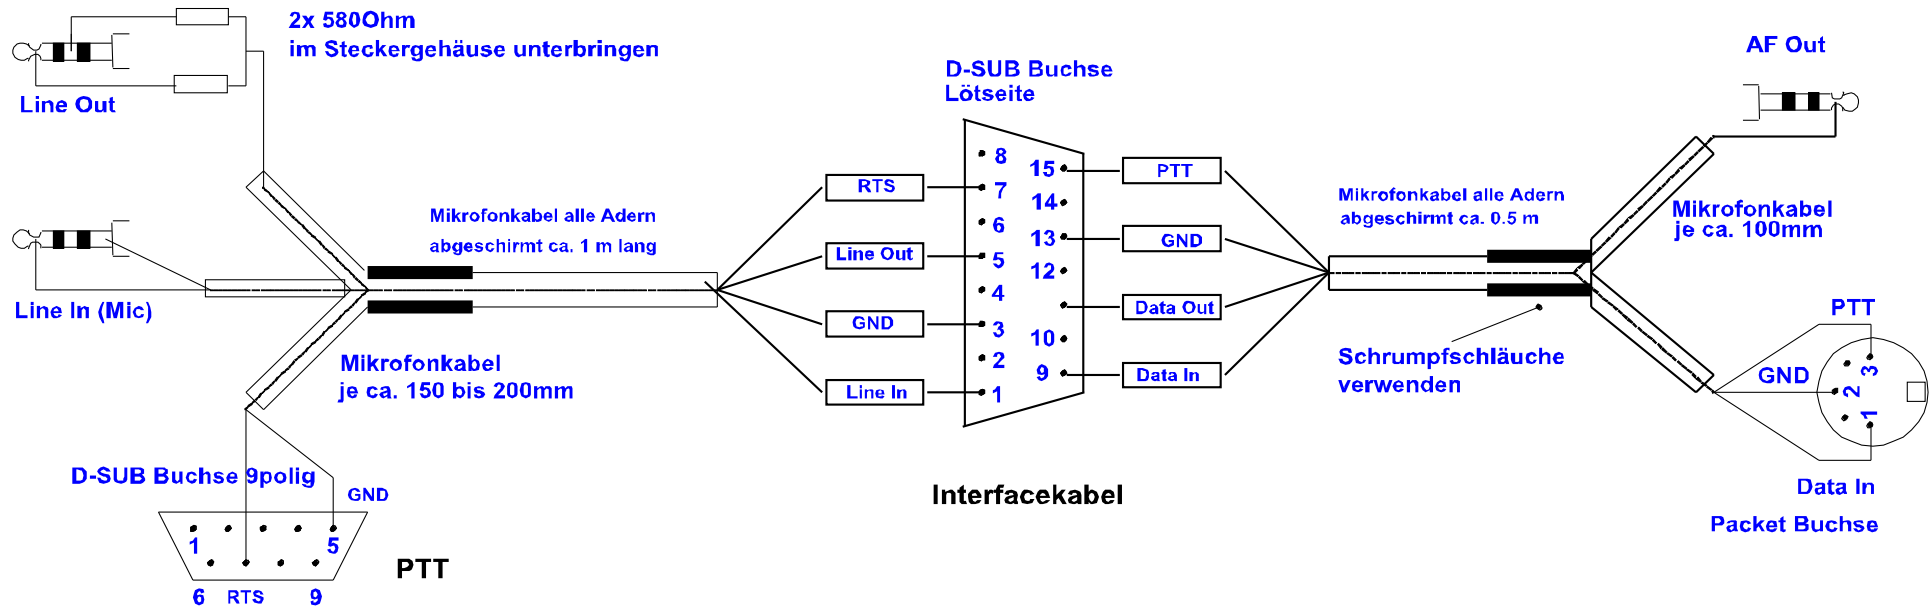 2x 580Ohm
im Steckergehäuse unterbringen
Line Out
Line In (Mic)
Mikrofonkabel alle Adern
abgeschirmt ca. 1 m lang
Mikrofonkabel
je ca. 150 bis 200mm
D-SUB Buchse 9polig
GND
1
5
6
RTS
9
PTT
RTS
Line Out
GND
Line In
D-SUB Buchse
Lötseite
8
7
6
5
4
3
2
1
15
14
13
12
10
9
PTT
GND
Data Out
Data In
Interfacekabel
Mikrofonkabel alle Adern
abgeschirmt ca. 0.5 m
Schrumpfschläuche
verwenden
AF Out
Mikrofonkabel
je ca. 100mm
PTT
GND
3
2
1
Data In
Packet Buchse